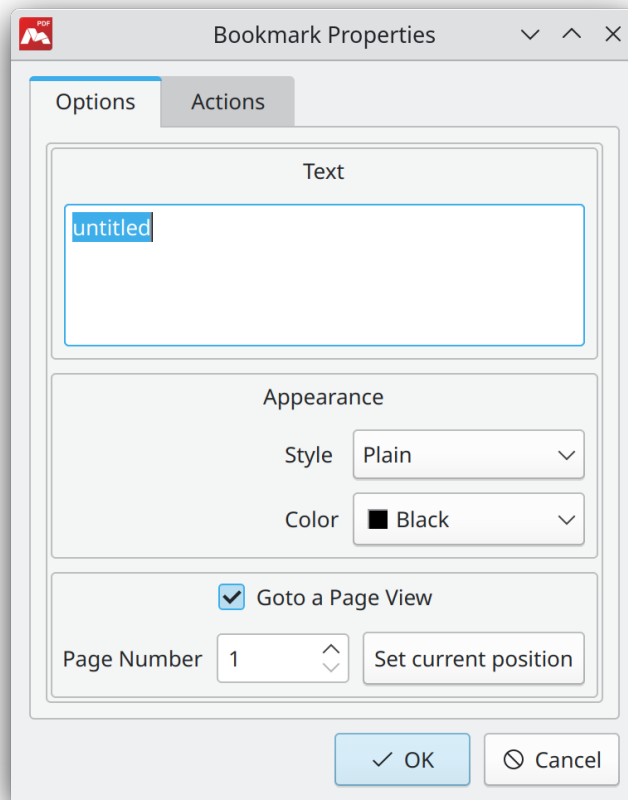 PDF
Bookmark Properties
Options
Actions
Text
untitled
Appearance
Style Plain
Color Black
Goto a Page View
Page Number 1 Set current position
OK Cancel